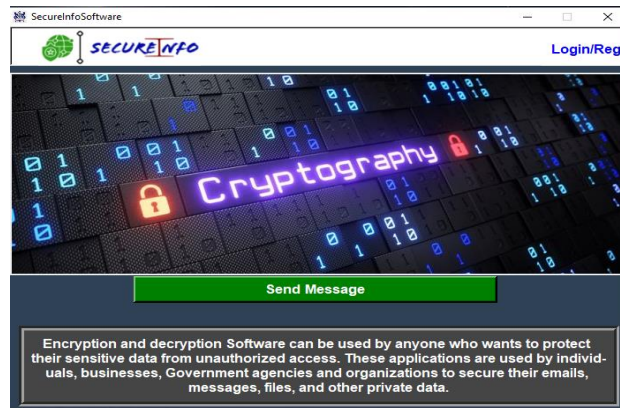 SecureInfoSoftware
SECUREINFO
Login/Reg
Cryptography
Send Message
Encryption and decryption Software can be used by anyone who wants to protect
their sensitive data from unauthorized access. These applications are used by individ-
uals, businesses, Government agencies and organizations to secure their emails,
messages, files, and other private data.